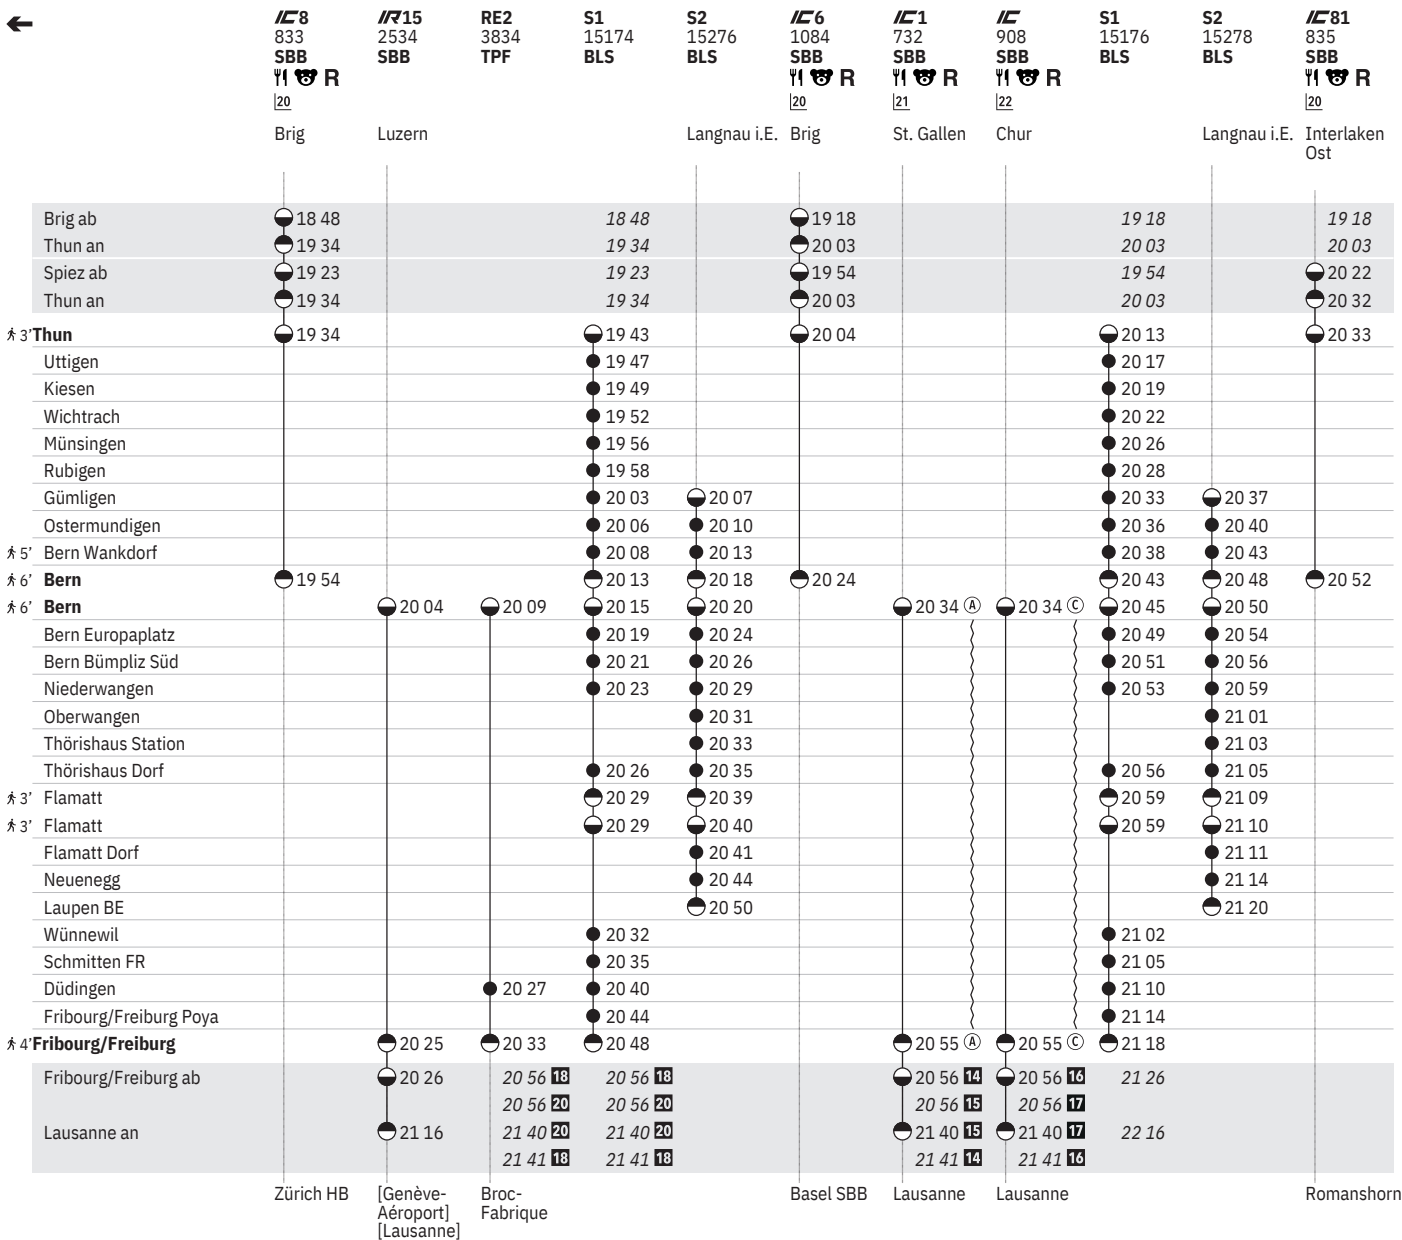 IC 8 IR 15 RE2 S1 S2 IC 6 IC 1 IC S1 S2 IC 81
833 2534 3834 15174 15276 1084 732 908 15176 15278 835
SBB SBB TPF BLS BLS SBB SBB SBB BLS BLS SBB
R R R R R
20 20 21 22 20
Brig Luzern Langnau i.E. Brig St. Gallen Chur Langnau i.E. Interlaken
Ost
Brig ab 18 48 18 48 19 18 19 18 19 18
Thun an 19 34 19 34 20 03 20 03 20 03
Spiez ab 19 23 19 23 19 54 19 54 20 22
Thun an 19 34 19 34 20 03 20 03 20 32
3’ Thun 19 34 19 43 20 04 20 13 20 33
Uttigen 19 47 20 17
Kiesen 19 49 20 19
Wichtrach 19 52 20 22
Münsingen 19 56 20 26
Rubigen 19 58 20 28
Gümligen 20 03 20 07 20 33 20 37
Ostermundigen 20 06 20 10 20 36 20 40
5’ Bern Wankdorf 20 08 20 13 20 38 20 43
6’ Bern 19 54 20 13 20 18 20 24 20 43 20 48 20 52
6’ Bern 20 04 20 09 20 15 20 20 20 34 A 20 34 C 20 45 20 50
Bern Europaplatz 20 19 20 24 20 49 20 54
Bern Bümpliz Süd 20 21 20 26 20 51 20 56
Niederwangen 20 23 20 29 20 53 20 59
Oberwangen 20 31 21 01
Thörishaus Station 20 33 21 03
Thörishaus Dorf 20 26 20 35 20 56 21 05
3’ Flamatt 20 29 20 39 20 59 21 09
3’ Flamatt 20 29 20 40 20 59 21 10
Flamatt Dorf 20 41 21 11
Neuenegg 20 44 21 14
Laupen BE 20 50 21 20
Wünnewil 20 32 21 02
Schmitten FR 20 35 21 05
Düdingen 20 27 20 40 21 10
Fribourg/Freiburg Poya 20 44 21 14
4’ Fribourg/Freiburg 20 25 20 33 20 48 20 55 A 20 55 C 21 18
Fribourg/Freiburg ab 20 26 20 56 18 20 56 18 20 56 14 20 56 16 21 26
20 56 20 20 56 20 20 56 15 20 56 17
Lausanne an 21 16 21 40 20 21 40 20 21 40 15 21 40 17 22 16
21 41 18 21 41 18 21 41 14 21 41 16
Zürich HB [Genève- Broc- Basel SBB Lausanne Lausanne Romanshorn
Aéroport] Fabrique
[Lausanne]